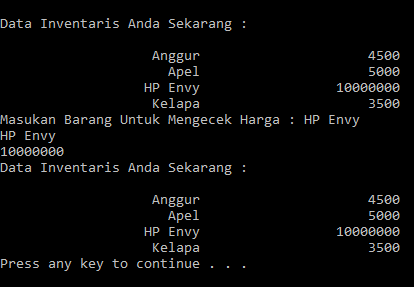 Data Inventaris Anda Sekarang :
Anggur 4500
Apel 5000
HP Envy 10000000
Kelapa 3500
Masukan Barang Untuk Mengecek Harga : HP Envy
HP Envy
10000000
Data Inventaris Anda Sekarang :
Anggur 4500
Apel 5000
HP Envy 10000000
Kelapa 3500
Press any key to continue . . .